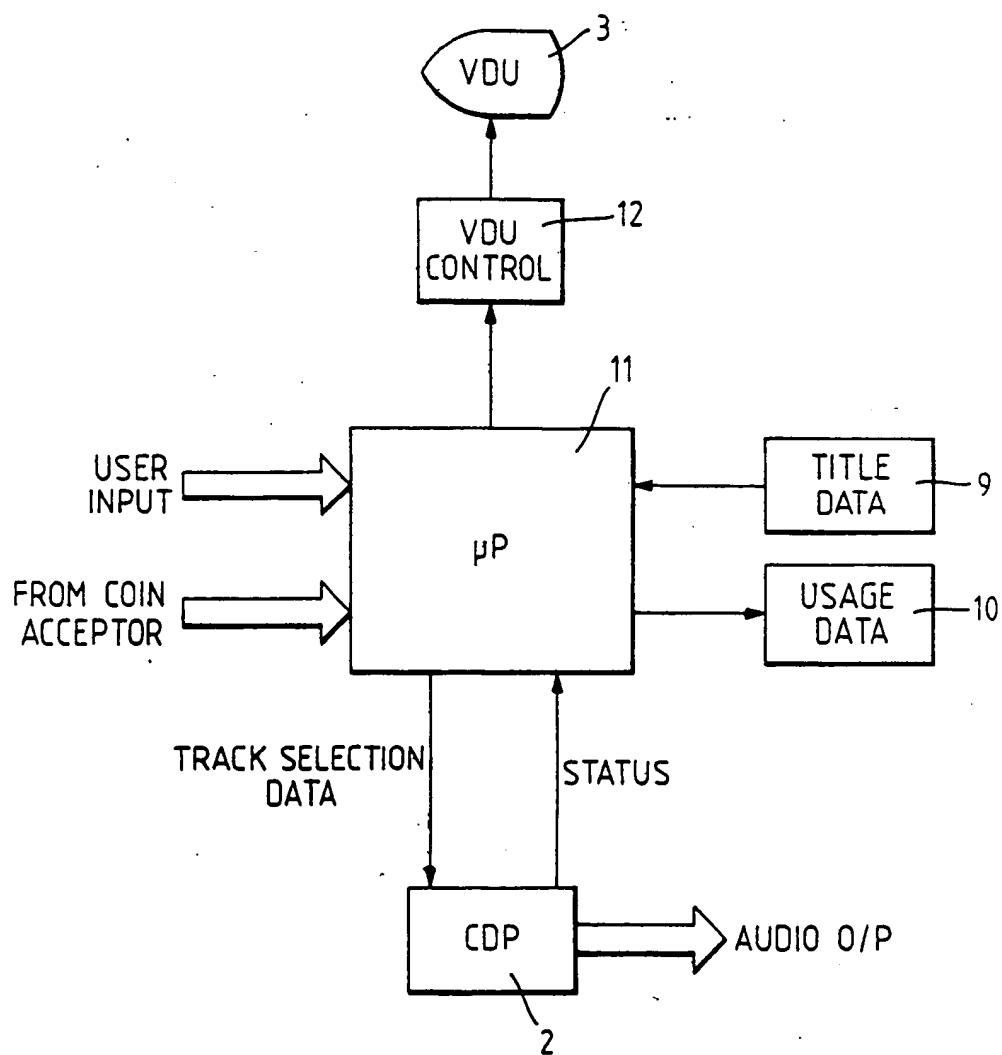 3
VDU
12
VDU
CONTROL
11
USER
INPUT
TITLE
DATA
9
µP
FROM COIN
ACCEPTOR
USAGE
DATA
10
TRACK SELECTION
DATA
STATUS
CDP
AUDIO O/P
2